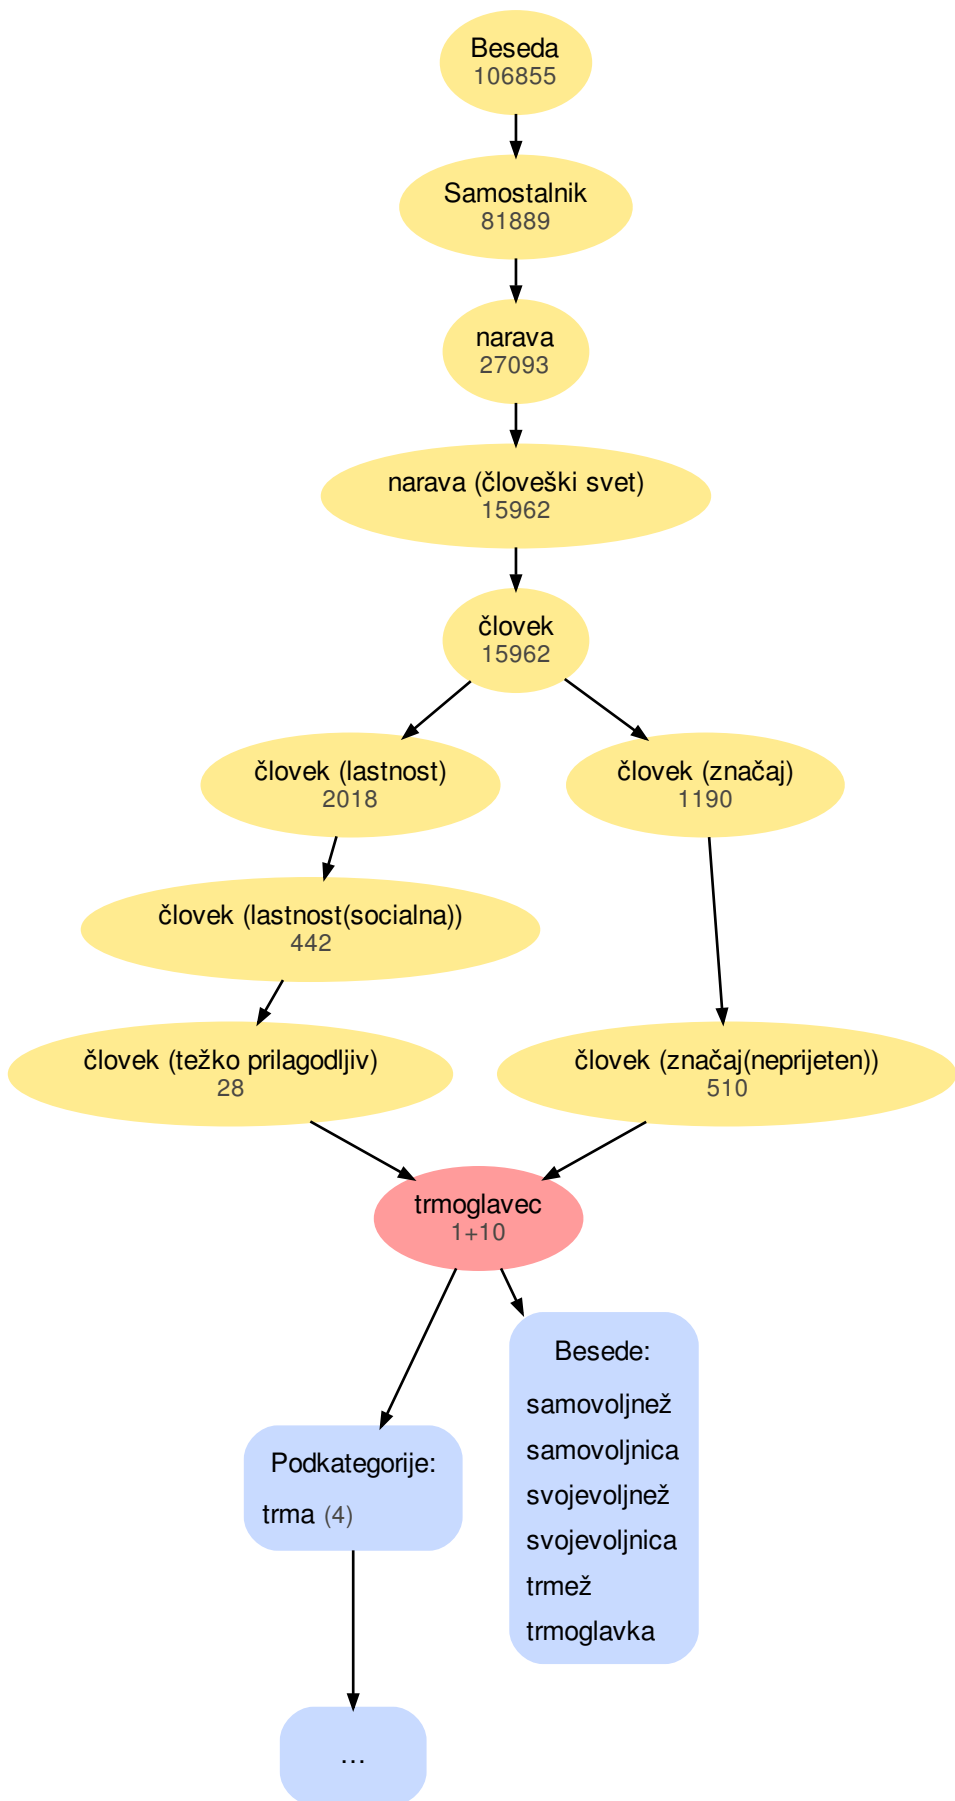 Beseda
106855
Samostalnik
81889
narava
27093
narava (človeški svet)
15962
človek
15962
človek (lastnost)
2018
človek (značaj)
1190
človek (lastnost(socialna))
442
človek (težko prilagodljiv)
28
človek (značaj(neprijeten))
510
trmoglavec
1+10
Besede:
samovoljnež
samovoljnica
svojevoljnež
svojevoljnica
trmež
trmoglavka
Podkategorije:
trma (4)
...